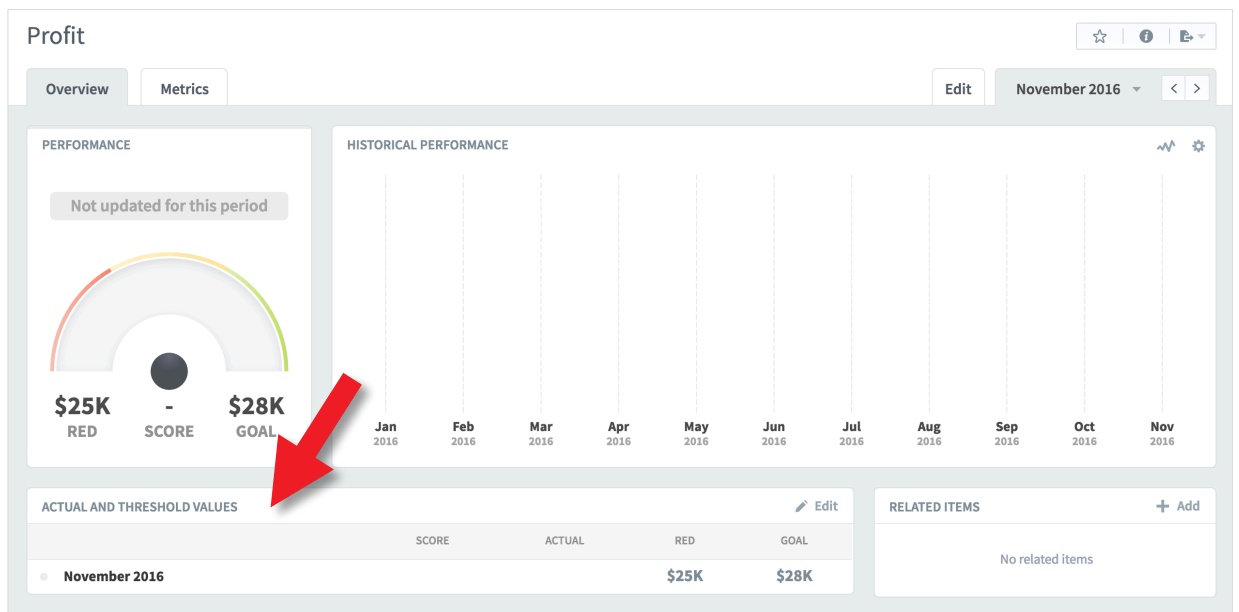 Profit
Overview
Metrics
Edit
November 2016
PERFORMANCE
Not updated for this period
$25K
-
$28K
RED
SCORE
GOAL
HISTORICAL PERFORMANCE
Jan Feb Mar Apr May Jun Jul Aug Sep Oct Nov
2016 2016 2016 2016 2016 2016 2016 2016 2016 2016 2016
ACTUAL AND THRESHOLD VALUES
Edit
SCORE ACTUAL RED GOAL
November 2016 $25K $28K
RELATED ITEMS
Add
No related items